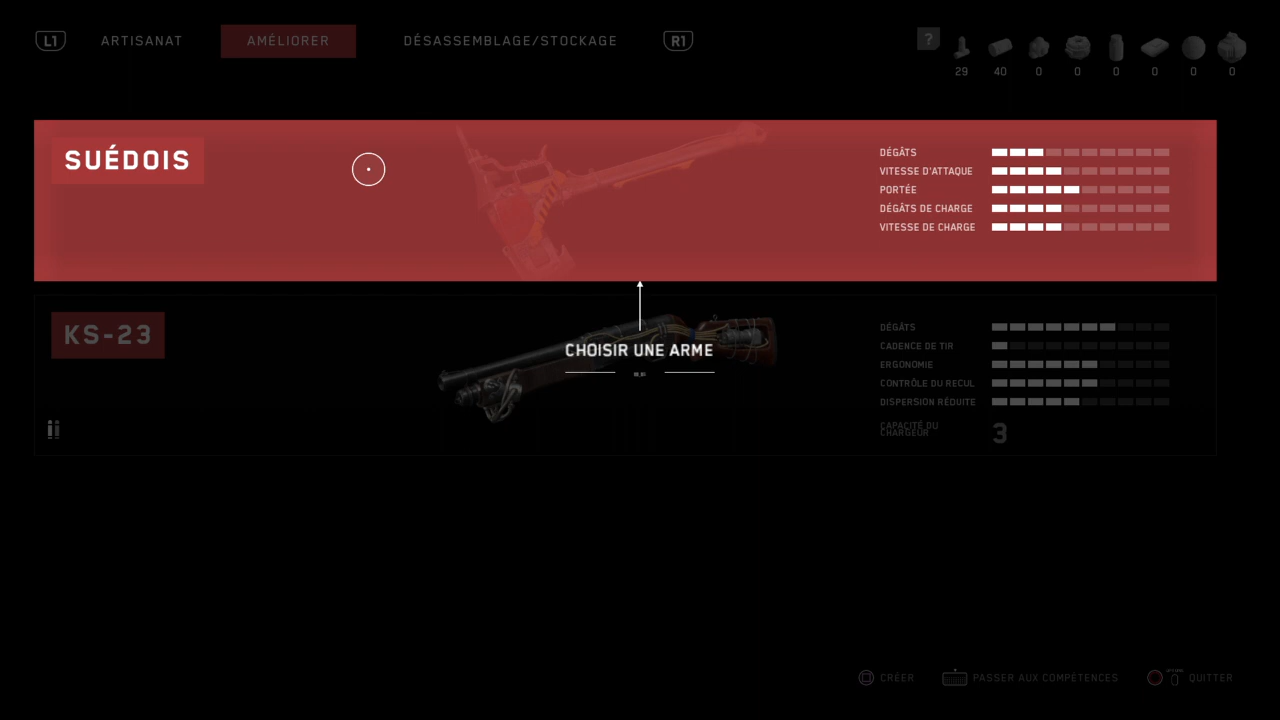 L1 ARTISANAT AMÉLIORER DÉSASSEMBLAGE/STOCKAGE R1 ?
29 40 0 0 0 0 0 0
SUÉDOIS
DÉGÂTS
VITESSE D'ATTAQUE
PORTÉE
DÉGÂTS DE CHARGE
VITESSE DE CHARGE
CHOISIR UNE ARME
KS-23
DÉGÂTS
CADENCE DE TIR
ERGONOMIE
CONTRÔLE DU RECUL
DISPERSION RÉDUITE
CAPACITÉ DU
CHARGEUR
3
CRÉER PASSER AUX COMPÉTENCES QUITTER